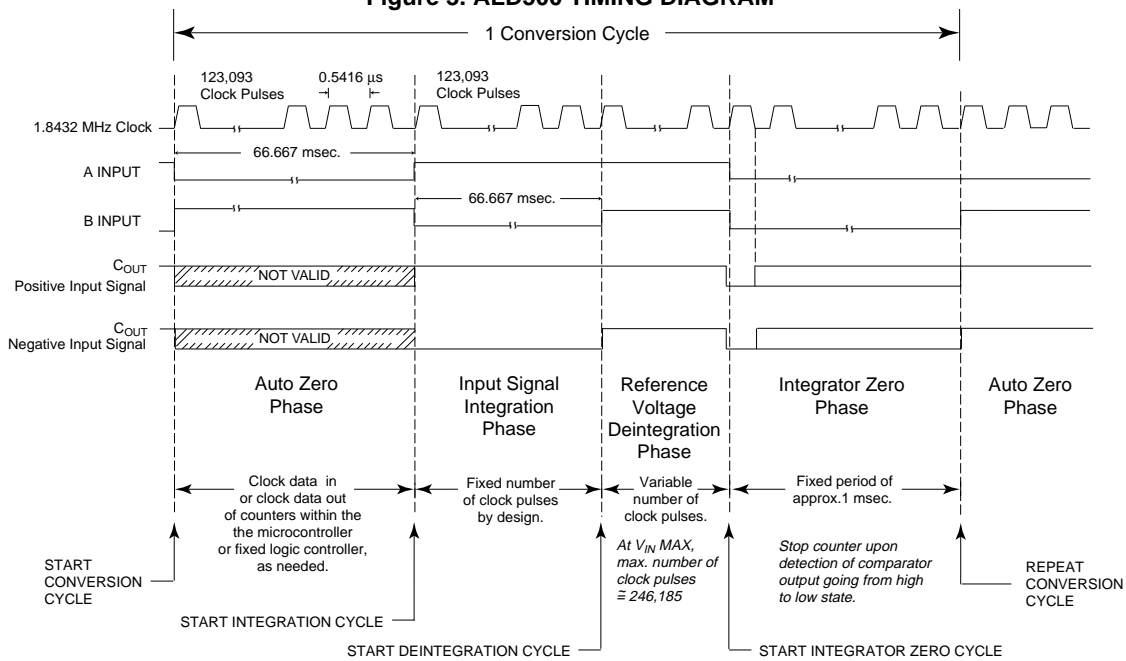 Figure 3. ALD500 TIMING DIAGRAM
1 Conversion Cycle
123,093
Clock Pulses
0.5416 µs
123,093
Clock Pulses
1.8432 MHz Clock
66.667 msec.
A INPUT
66.667 msec.
B INPUT
COUT
Positive Input Signal
NOT VALID
COUT
Negative Input Signal
NOT VALID
Auto Zero
Phase
Input Signal
Integration
Phase
Reference
Voltage
Deintegration
Phase
Integrator Zero
Phase
Auto Zero
Phase
Clock data in
or clock data out
of counters within the
the microcontroller
or fixed logic controller,
as needed.
Fixed number
of clock pulses
by design.
Variable
number of
clock pulses.
At VIN MAX,
max. number of
clock pulses
≅ 246,185
Fixed period of
approx.1 msec.
Stop counter upon
detection of comparator
output going from high
to low state.
START
CONVERSION
CYCLE
REPEAT
CONVERSION
CYCLE
START INTEGRATION CYCLE
START DEINTEGRATION CYCLE
START INTEGRATOR ZERO CYCLE